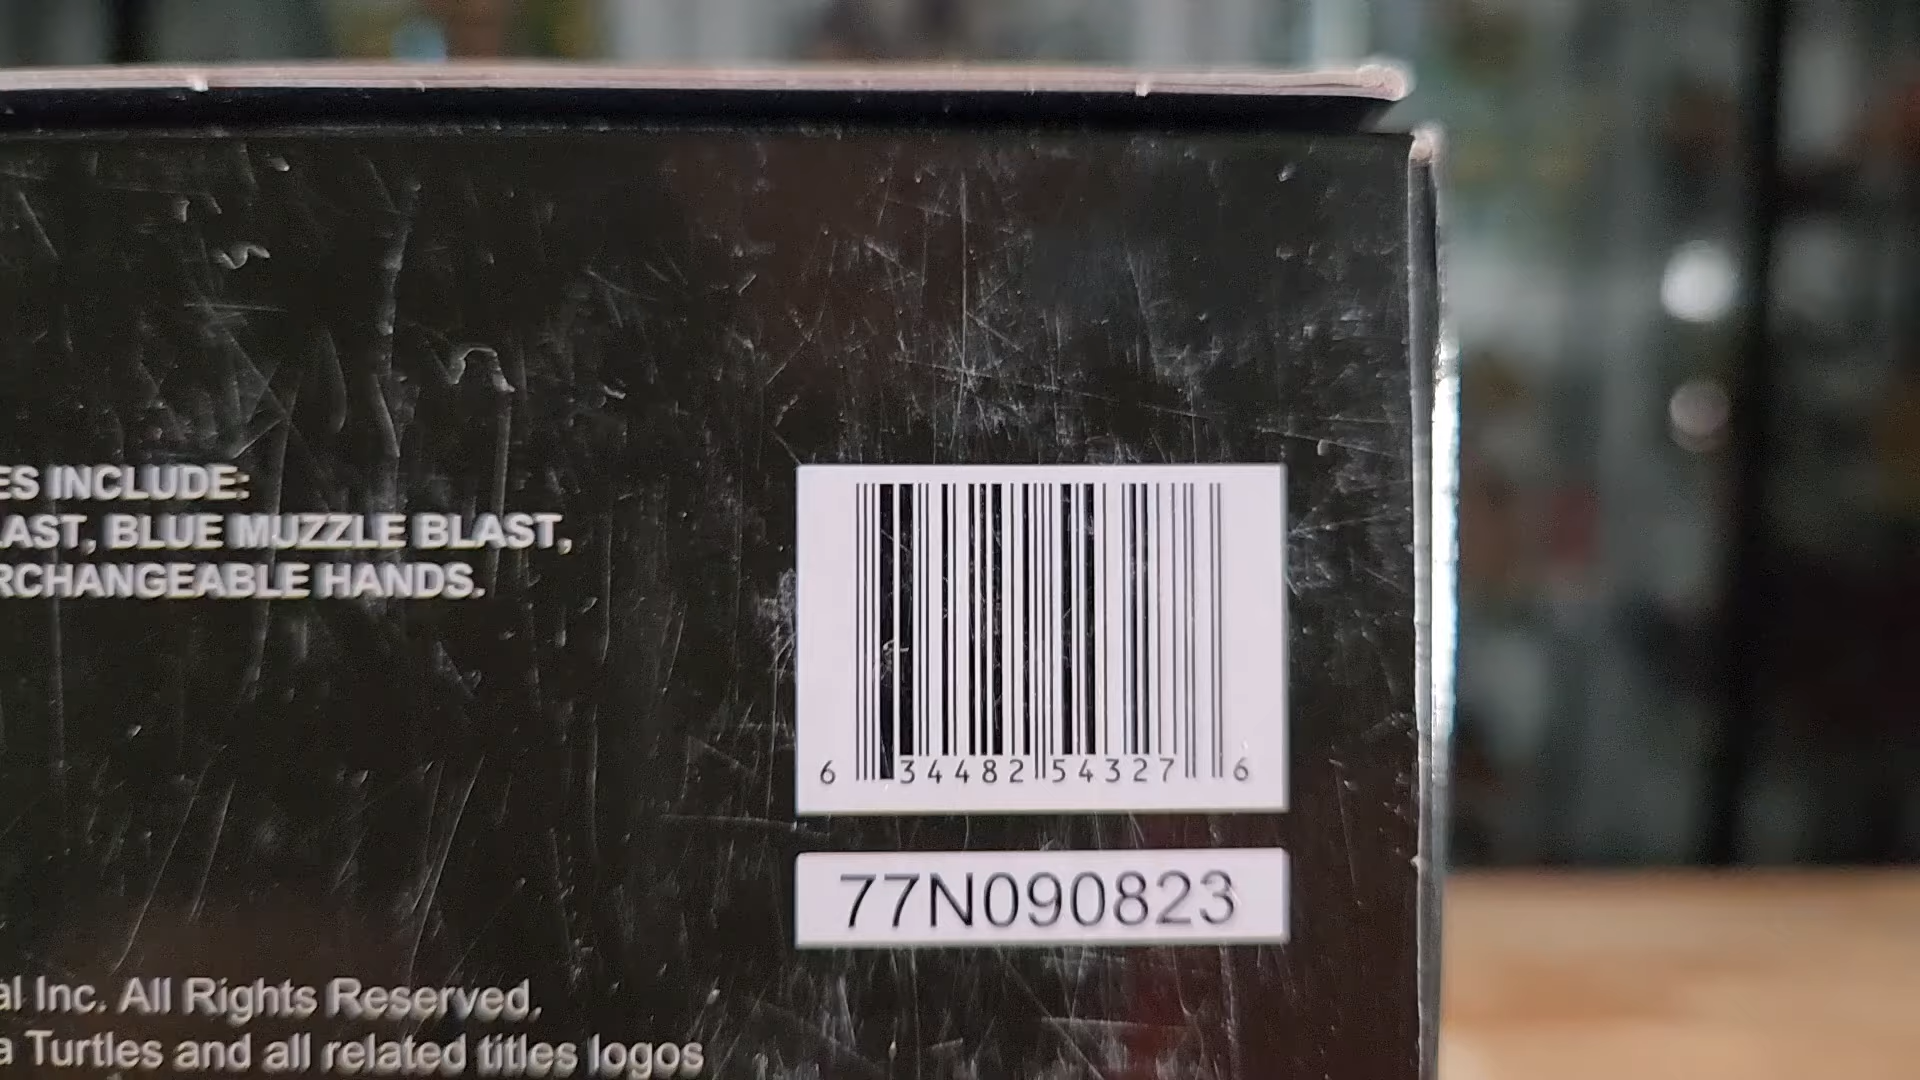 ES INCLUDE:
LAST, BLUE MUZZLE BLAST,
RCHANGEABLE HANDS.
6 34482 54327 6
77N090823
al Inc. All Rights Reserved.
a Turtles and all related titles logos